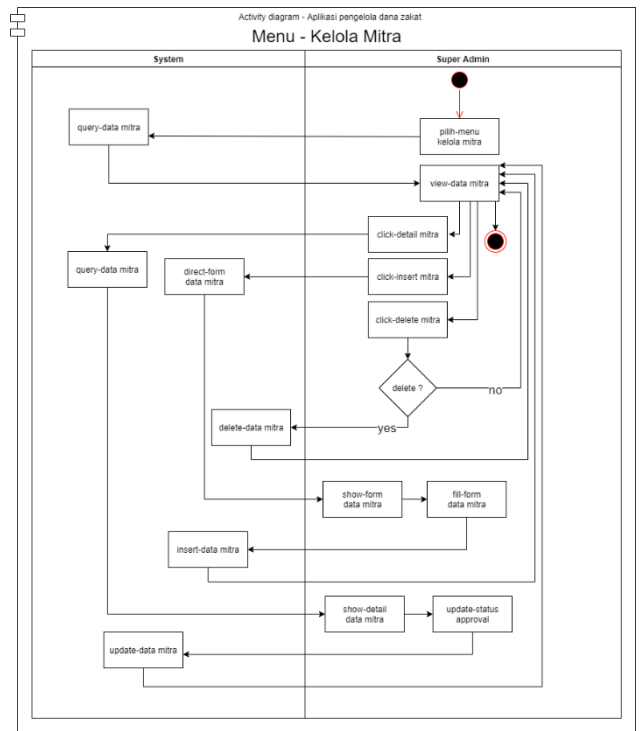 Activity diagram - Aplikasi pengelola dana zakat
Menu - Kelola Mitra
System
Super Admin
query-data mitra
pilih-menu
kelola mitra
view-data mitra
click-detail mitra
query-data mitra
direct-form
data mitra
click-insert mitra
click-delete mitra
delete ?
no
delete-data mitra
yes
show-form
data mitra
fill-form
data mitra
insert-data mitra
show-detail
data mitra
update-status
approval
update-data mitra